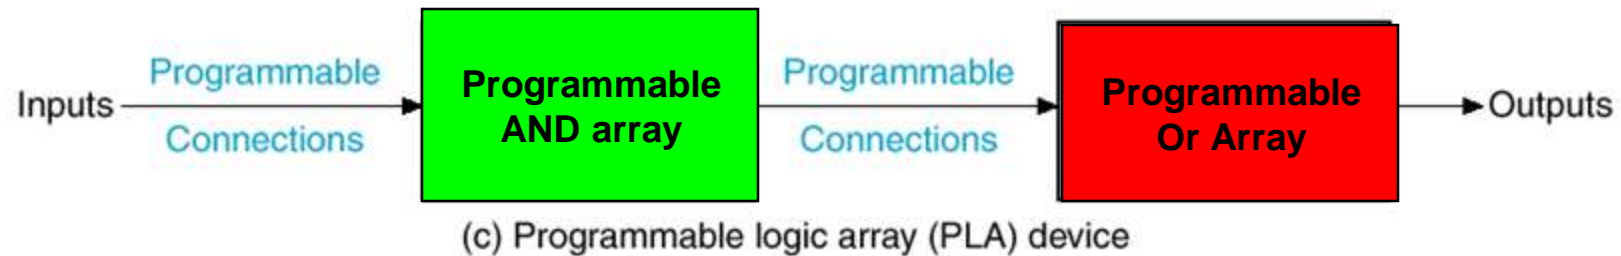 Inputs
Programmable
Connections
Programmable
AND array
Programmable
Connections
Programmable
Or Array
Outputs
(c) Programmable logic array (PLA) device